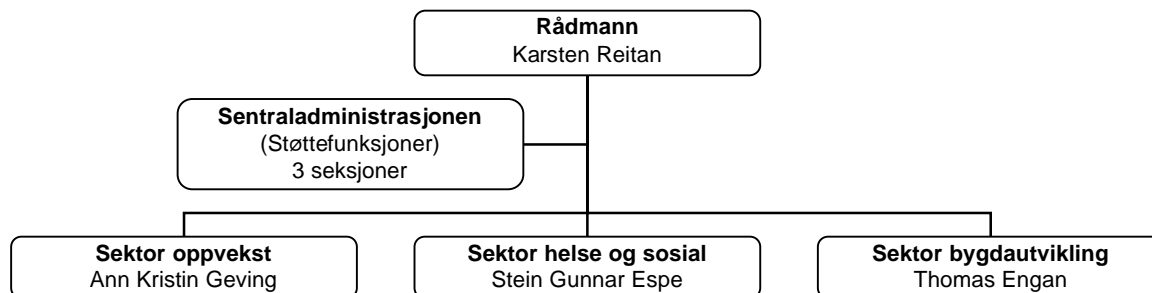 Rådmann
Karsten Reitan
Sentraladministrasjonen
(Støttefunksjoner)
3 seksjoner
Sektor oppvekst
Ann Kristin Geving
Sektor helse og sosial
Stein Gunnar Espe
Sektor bygdautvikling
Thomas Engan